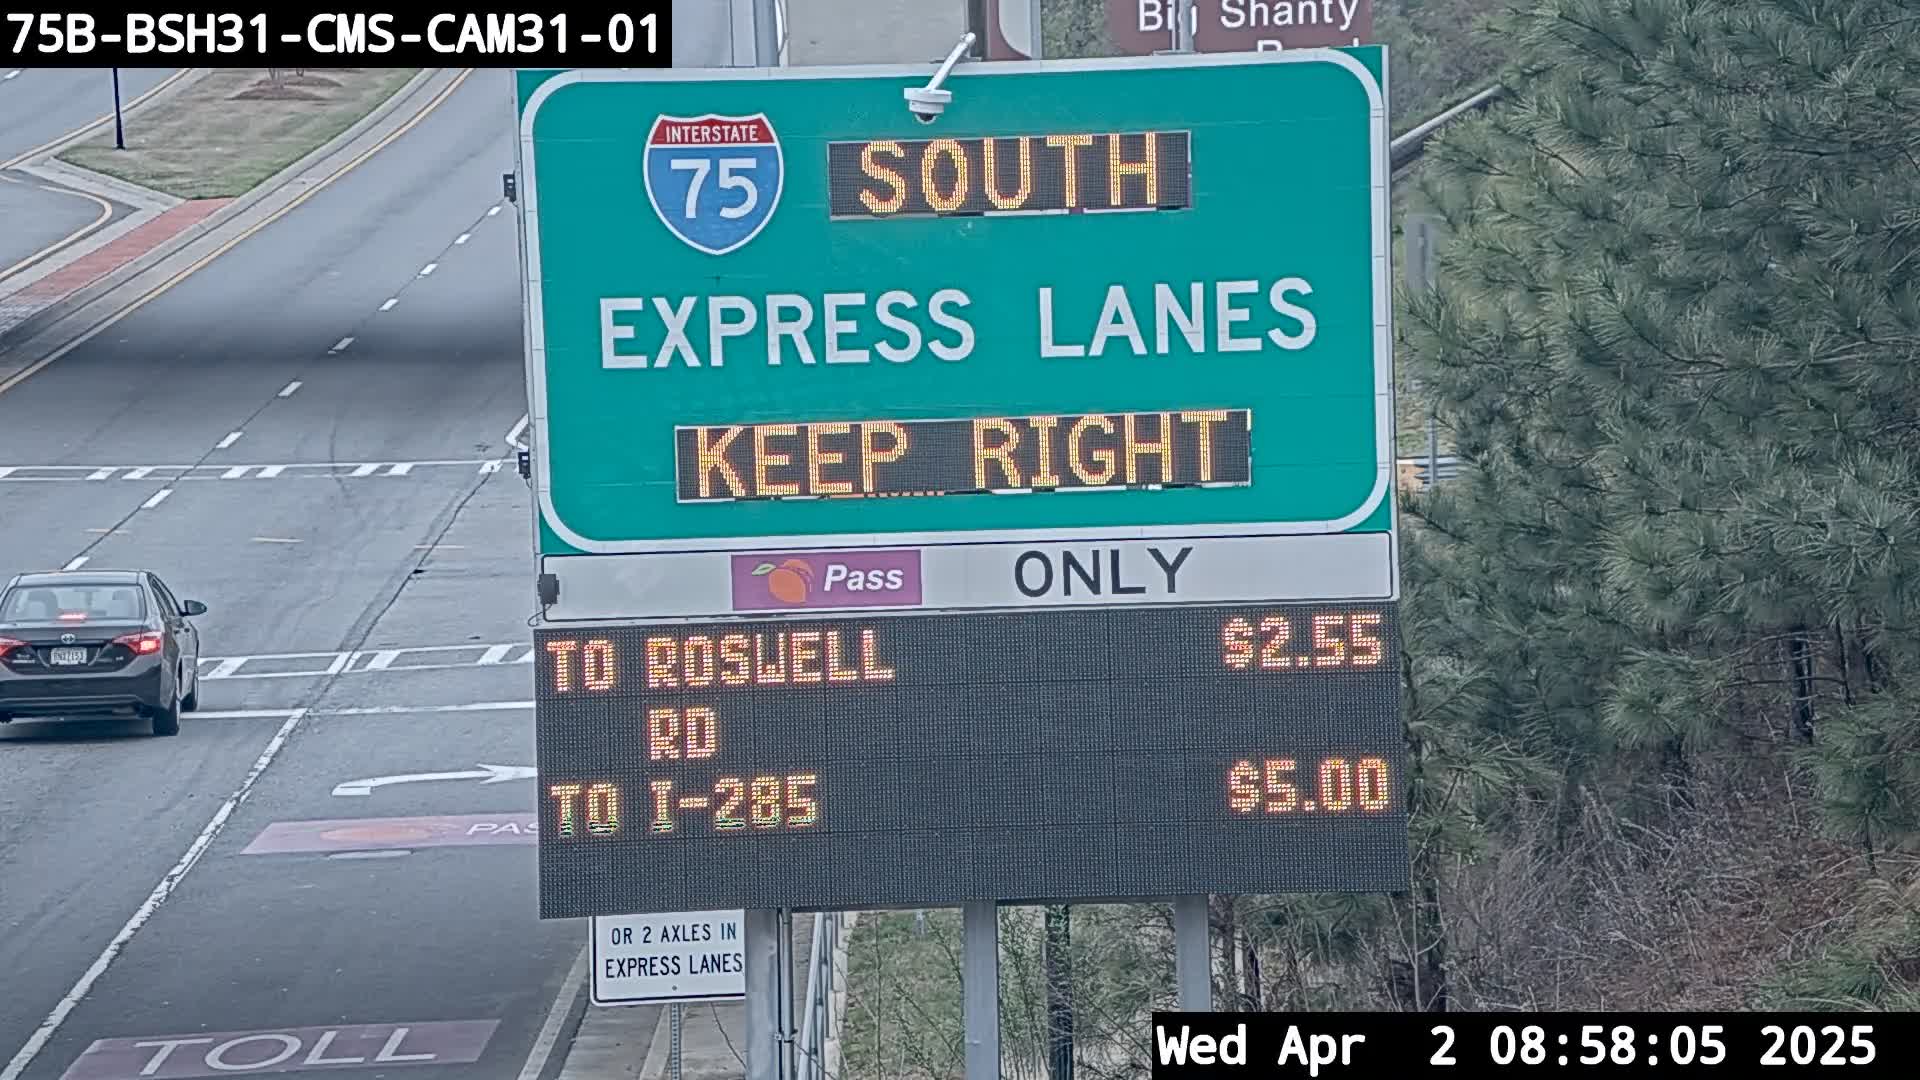 75B-BSH31-CMS-CAM31-01
Big Shanty
Road
INTERSTATE
75
SOUTH
EXPRESS LANES
KEEP RIGHT
Pass ONLY
TO ROSWELL $2.55
RD
TO I-285 $5.00
OR 2 AXLES IN
EXPRESS LANES
TOLL
Wed Apr 2 08:58:05 2025